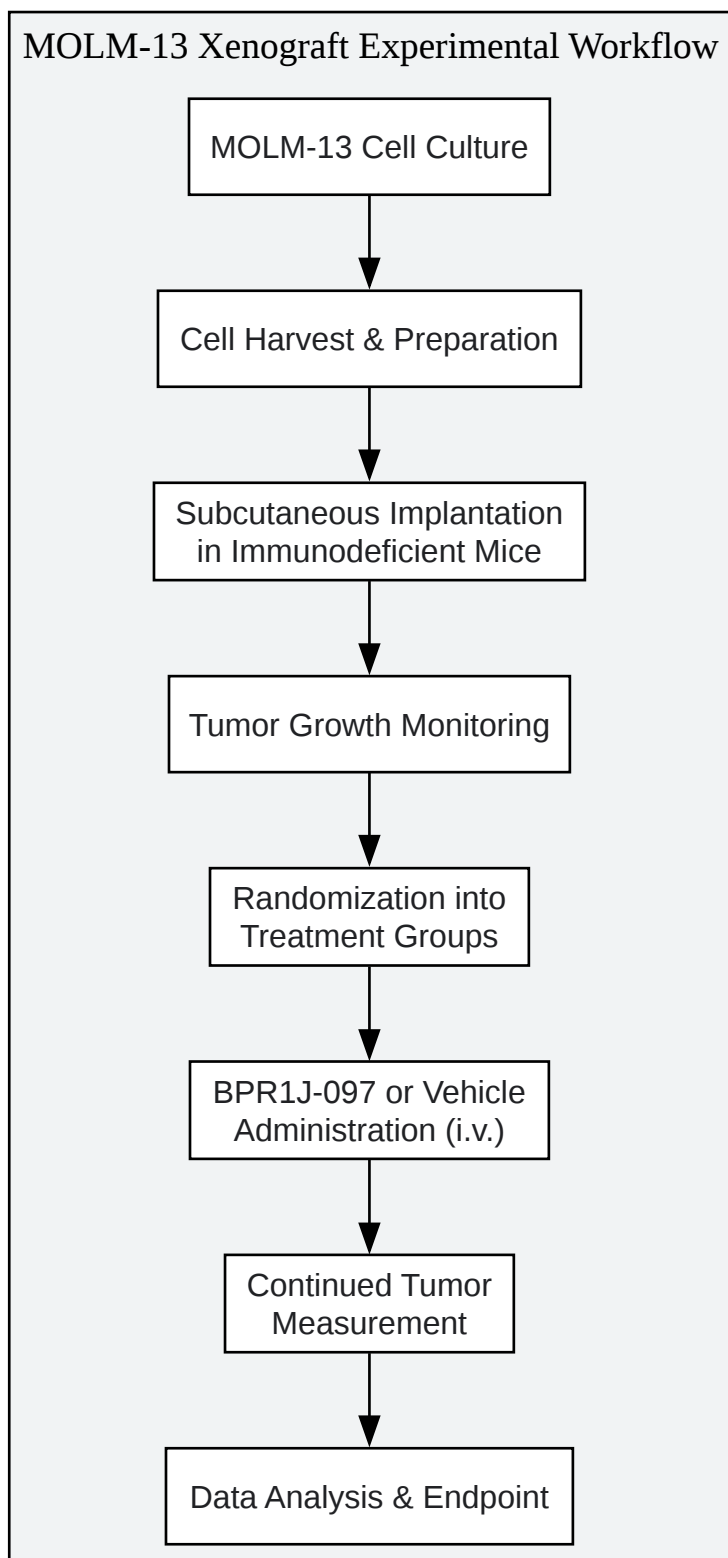 MOLM-13 Xenograft Experimental Workflow
MOLM-13 Cell Culture
Cell Harvest & Preparation
Subcutaneous Implantation
in Immunodeficient Mice
Tumor Growth Monitoring
Randomization into
Treatment Groups
BPR1J-097 or Vehicle
Administration (i.v.)
Continued Tumor
Measurement
Data Analysis & Endpoint